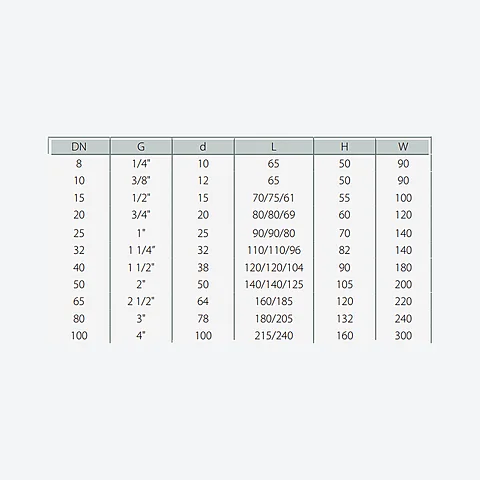 DN G d L H W
8 1/4" 10 65 50 90
10 3/8" 12 65 50 90
15 1/2" 15 70/75/61 55 100
20 3/4" 20 80/80/69 60 120
25 1" 25 90/90/80 70 140
32 1 1/4" 32 110/110/96 82 140
40 1 1/2" 38 120/120/104 90 180
50 2" 50 140/140/125 105 200
65 2 1/2" 64 160/185 120 220
80 3" 78 180/205 132 240
100 4" 100 215/240 160 300